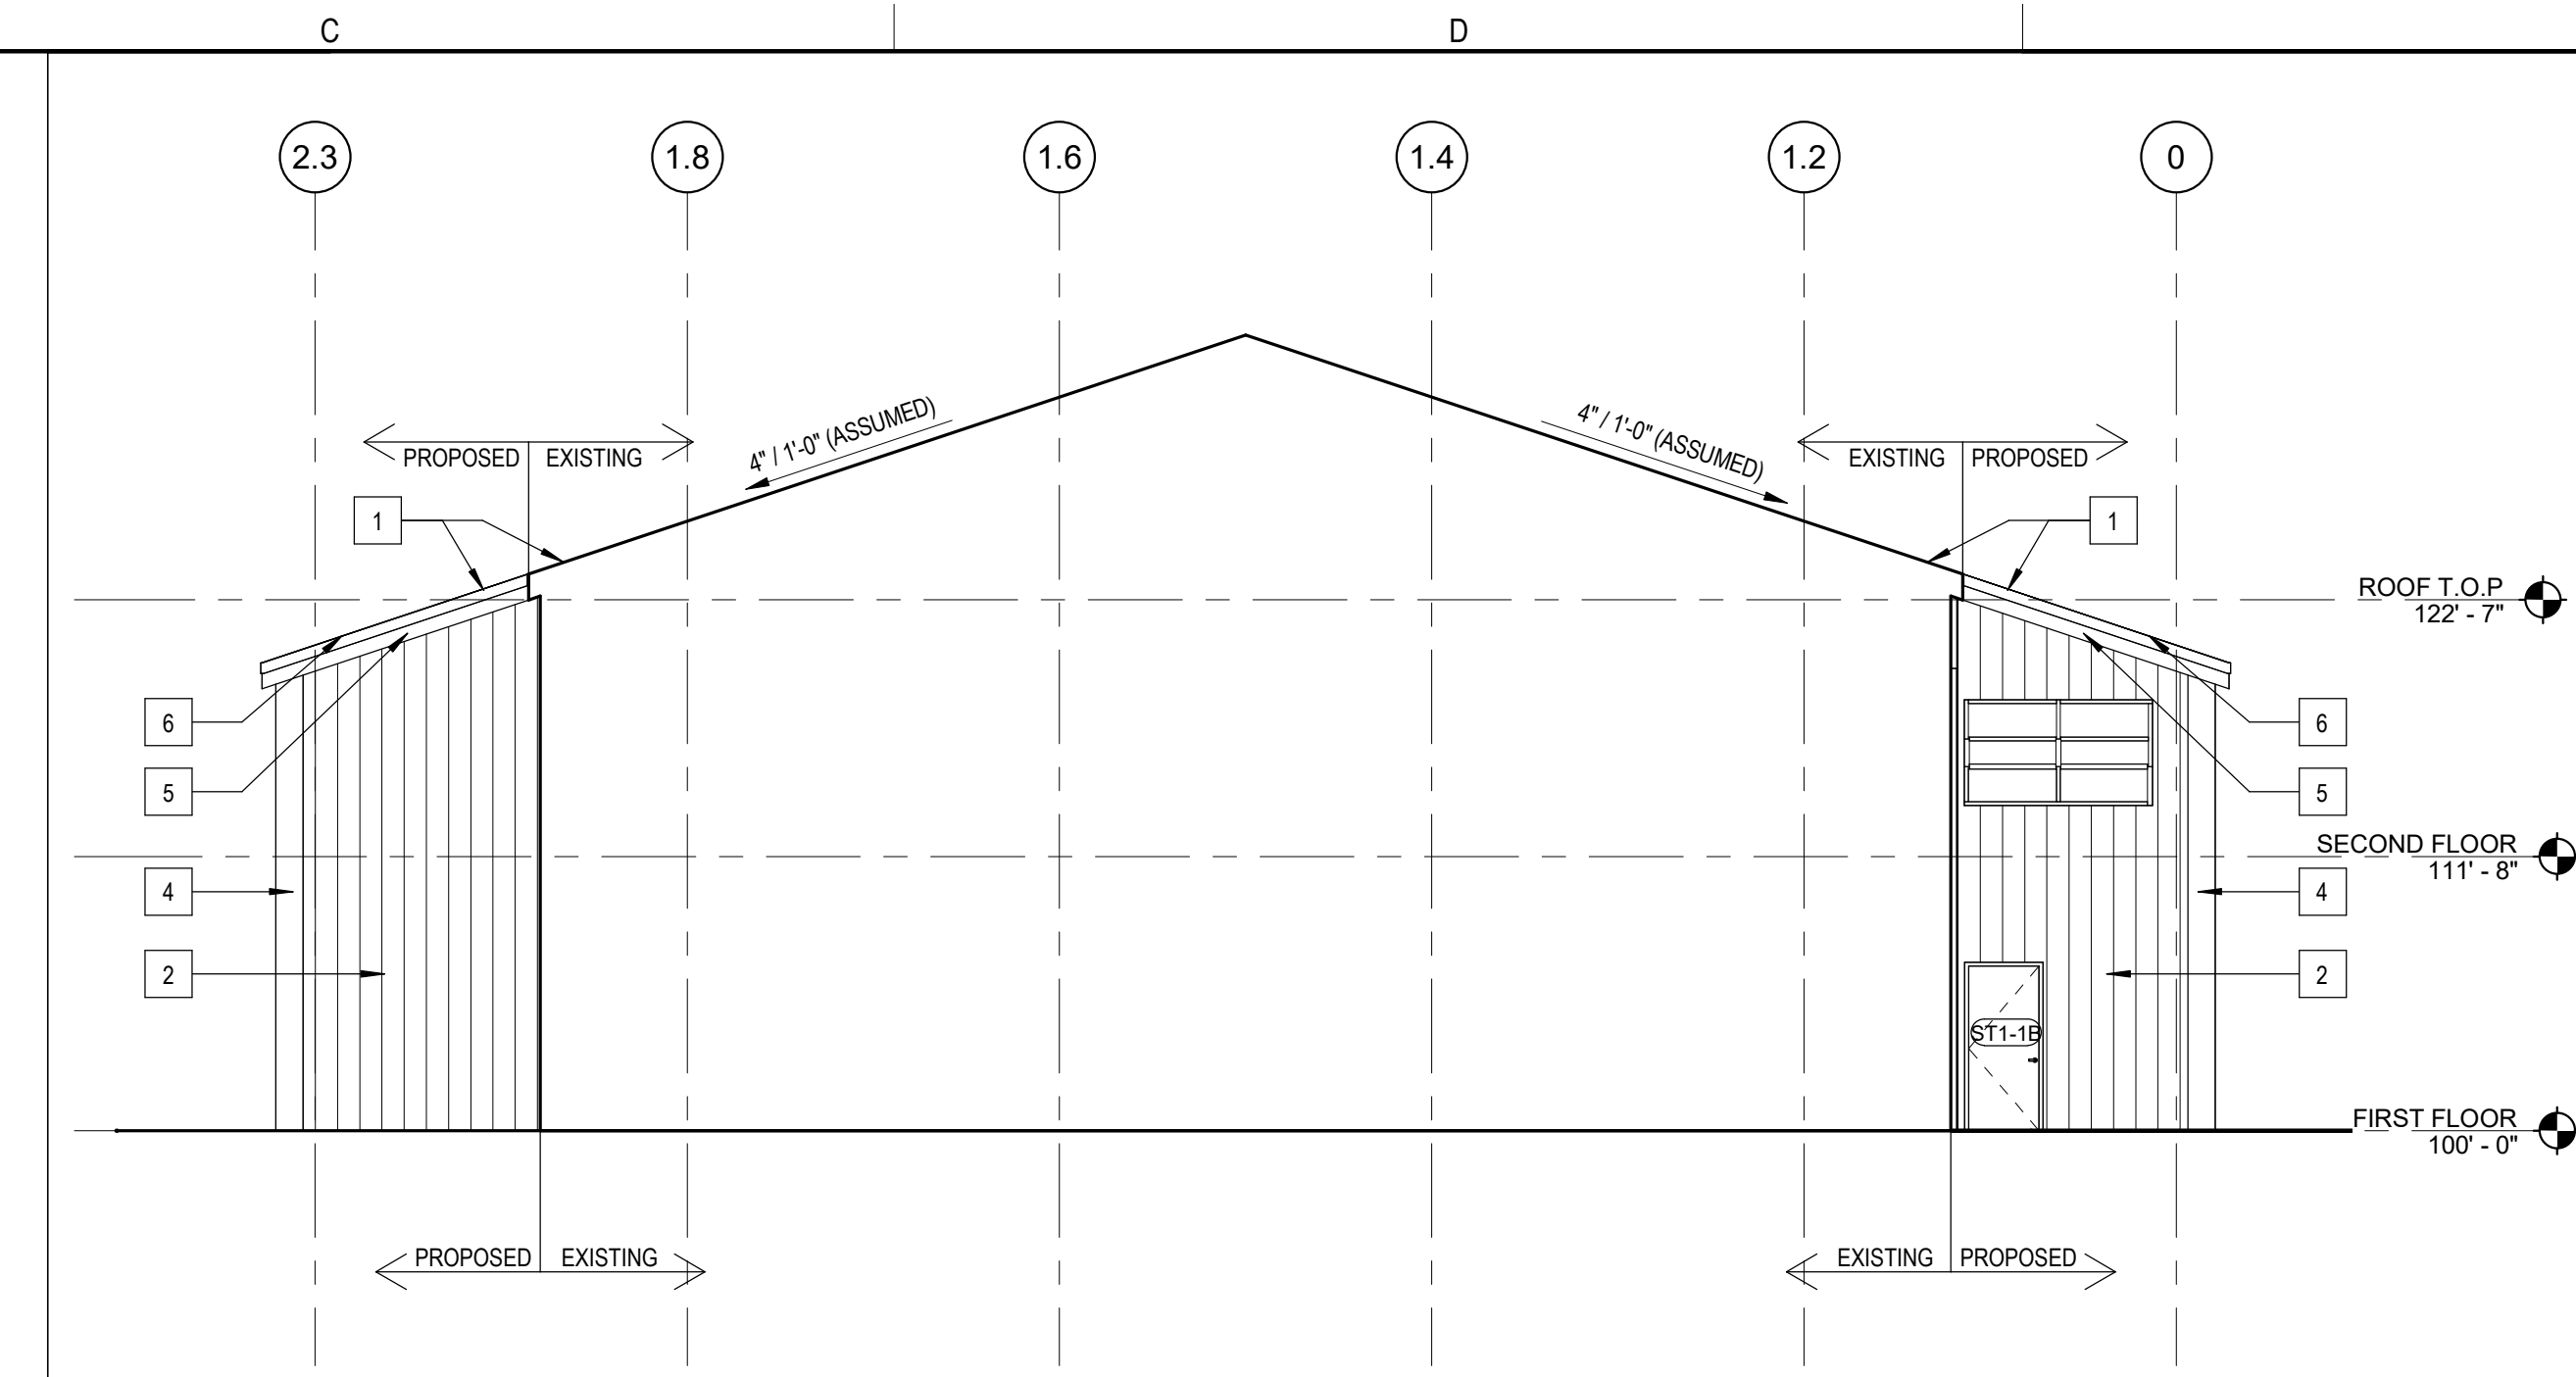 C
D
2.3
1.8
1.6
1.4
1.2
0
4" / 1'-0" (ASSUMED)
4" / 1'-0" (ASSUMED)
PROPOSED
EXISTING
EXISTING
PROPOSED
1
1
ROOF T.O.P
122' - 7"
6
6
5
5
SECOND FLOOR
111' - 8"
4
4
2
2
ST1-1B
FIRST FLOOR
100' - 0"
PROPOSED
EXISTING
EXISTING
PROPOSED